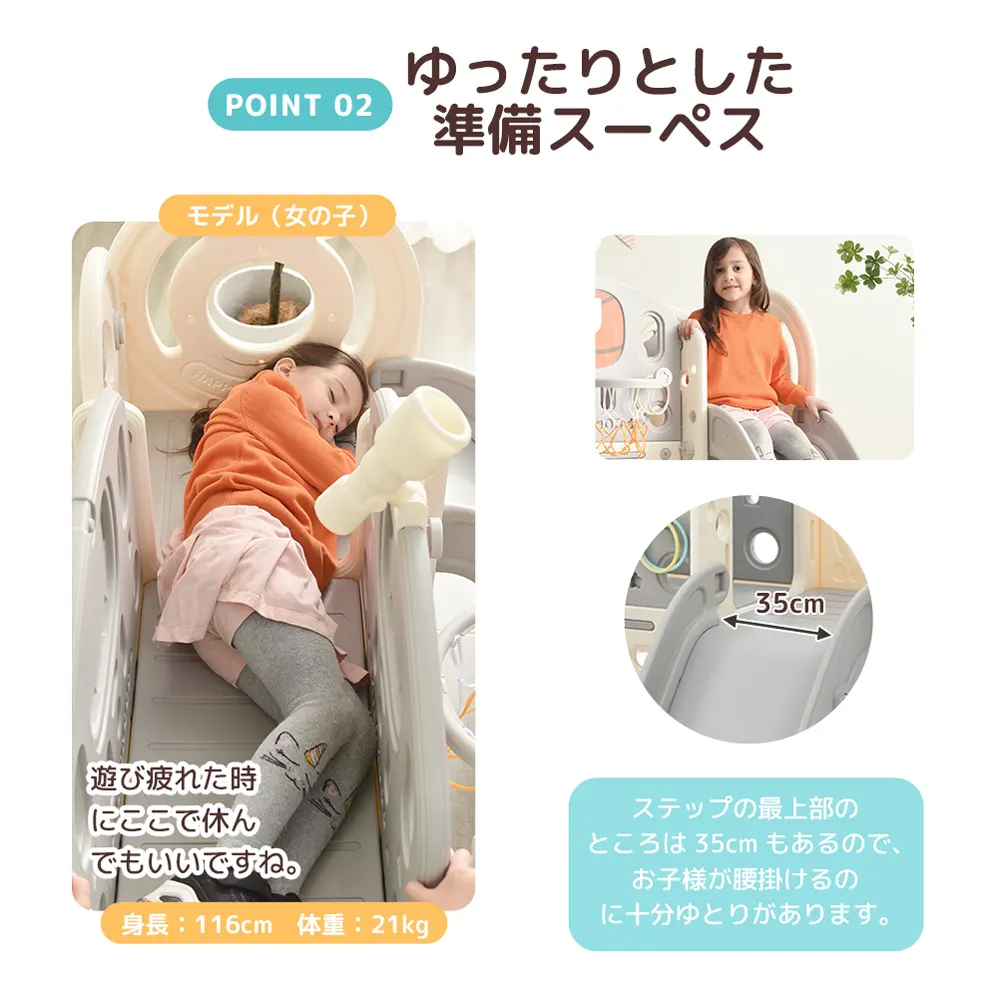 POINT 02
ゆったりとした
準備スーペス
モデル（女の子）
HAPP
35cm
遊び疲れた時
にここで休ん
でもいいですね。
身長：116cm 体重：21kg
ステップの最上部の
ところは 35cm もあるので、
お子様が腰掛けるの
に十分ゆとりがあります。